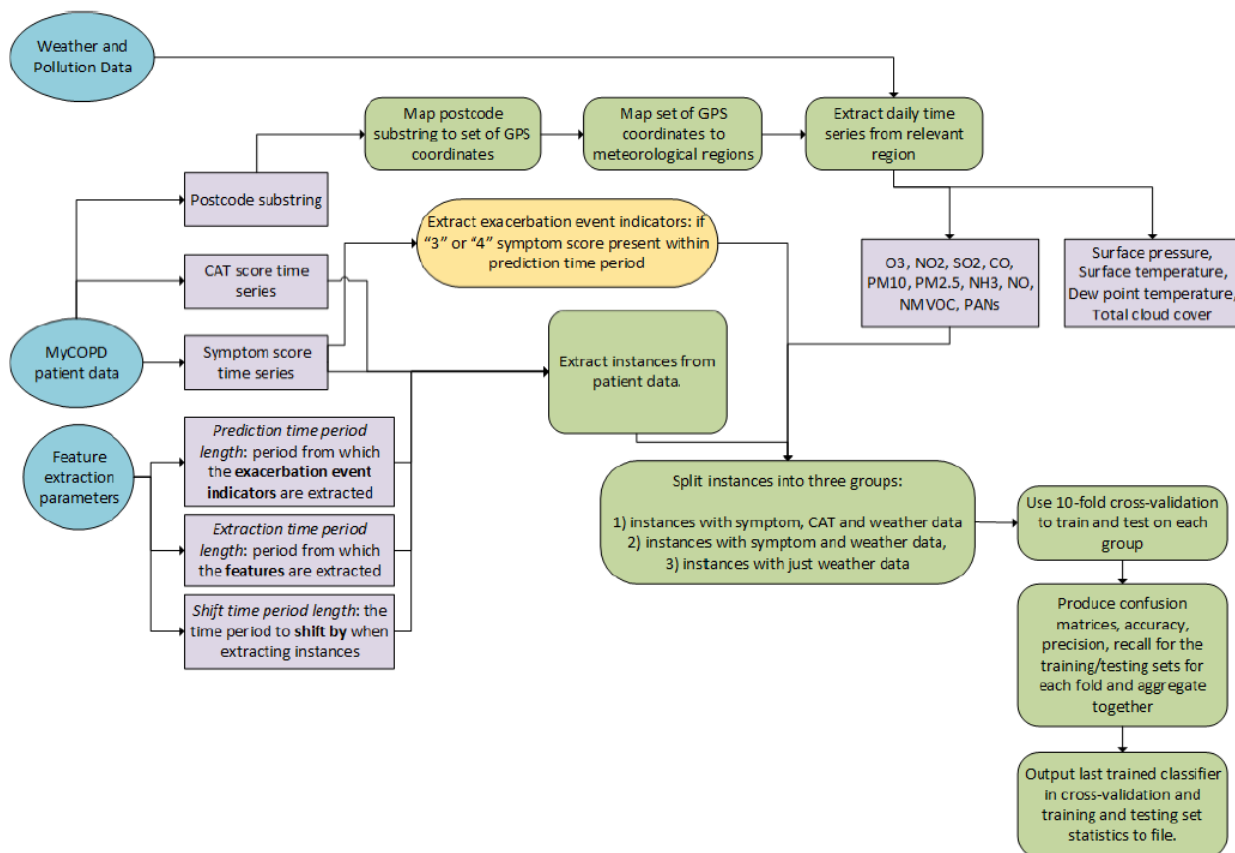 Weather and
Pollution Data
Map postcode
substring to set of GPS
coordinates
Map set of GPS
coordinates to
meteorological regions
Extract daily time
series from relevant
region
Postcode substring
Extract exacerbation event indicators: if
“3” or “4” symptom score present within
prediction time period
O3, NO2, SO2, CO,
PM10, PM2.5, NH3, NO,
NMVOC, PANs
Surface pressure,
Surface temperature,
Dew point temperature,
Total cloud cover
CAT score time
series
MyCOPD
patient data
Symptom score
time series
Extract instances from
patient data.
Feature
extraction
parameters
Prediction time period
length: period from which
the exacerbation event
indicators are extracted
Extraction time period
length: period from which
the features are extracted
Shift time period length: the
time period to shift by when
extracting instances
Split instances into three groups:
1) instances with symptom, CAT and weather data
2) instances with symptom and weather data,
3) instances with just weather data
Use 10-fold cross-validation
to train and test on each
group
Produce confusion
matrices, accuracy,
precision, recall for the
training/testing sets for
each fold and aggregate
together
Output last trained classifier
in cross-validation and
training and testing set
statistics to file.